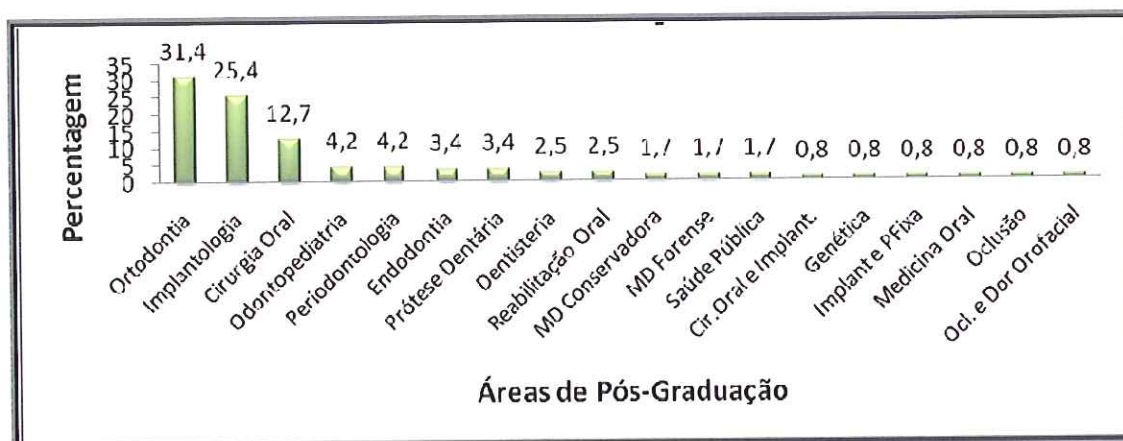 Percentagem
35
30
25
20
15
10
5
0
31,4
25,4
12,7
4,2
4,2
3,4
3,4
2,5
2,5
1,7
1,7
1,7
0,8
0,8
0,8
0,8
0,8
0,8
Ortodontia
Implantologia
Cirurgia Oral
Odontopediatria
Periodontologia
Endodontia
Prótese Dentária
Dentisteria
Reabilitação Oral
MD Conservadora
MD Forense
Saúde Pública
Cir. Oral e Implant.
Genética
Implant e PFixa
Medicina Oral
Oclusão
Ocl. e Dor Orofacial
Áreas de Pós-Graduação